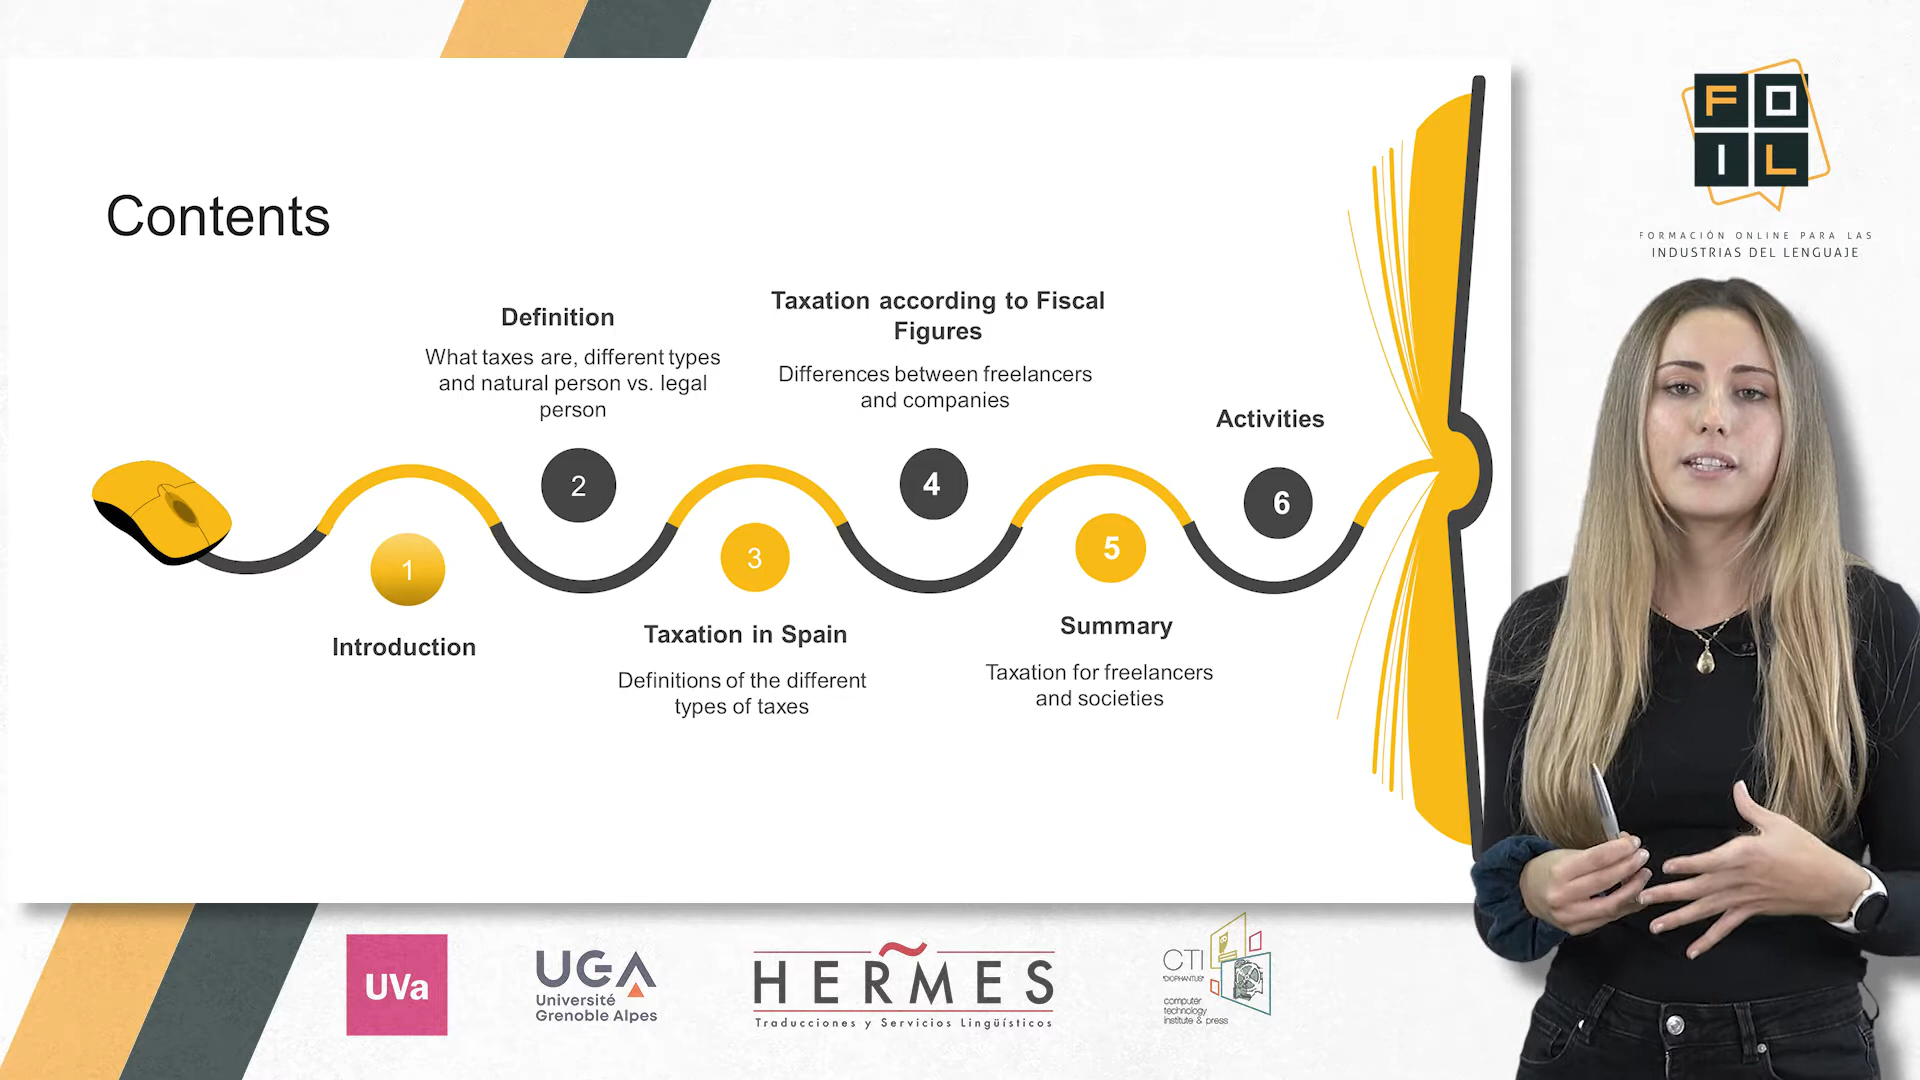 Contents
Definition
What taxes are, different types
and natural person vs. legal
person
Taxation according to Fiscal
Figures
Differences between freelancers
and companies
Activities
2
4
6
1
3
5
Introduction
Taxation in Spain
Definitions of the different
types of taxes
Summary
Taxation for freelancers
and societies
F O
I L
FORMACIÓN ONLINE PARA LAS
INDUSTRIAS DEL LENGUAJE
UVa
UGA
Université
Grenoble Alpes
HERMES
Traducciones y Servicios Lingüísticos
CTI
"DIOPHANTUS"
computer
technology
institute & press